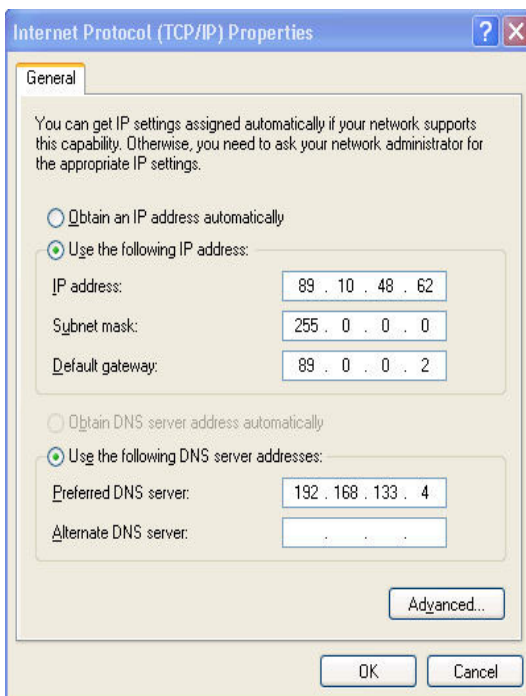 Internet Protocol (TCP/IP) Properties
General
You can get IP settings assigned automatically if your network supports
this capability. Otherwise, you need to ask your network administrator for
the appropriate IP settings.
Obtain an IP address automatically
Use the following IP address:
IP address: 89 . 10 . 48 . 62
Subnet mask: 255 . 0 . 0 . 0
Default gateway: 89 . 0 . 0 . 2
Obtain DNS server address automatically
Use the following DNS server addresses:
Preferred DNS server: 192 . 168 . 133 . 4
Alternate DNS server: . . .
Advanced...
OK Cancel